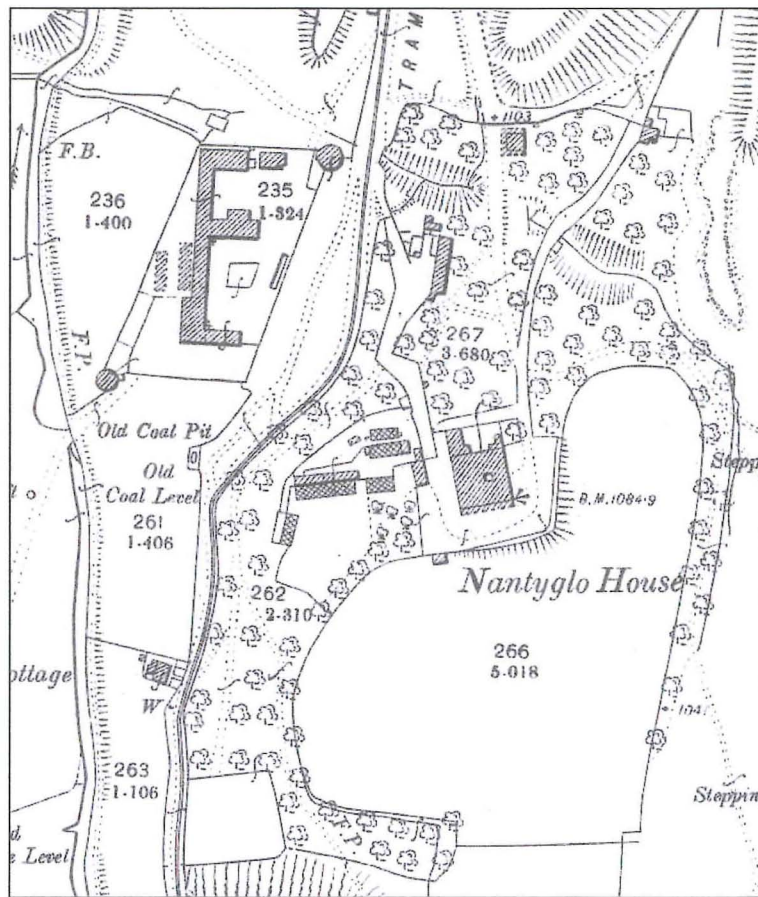 TRAM
F.B.
236
1·400
235
1·324
+ 1103
267
3·680
F.P.
Old Coal Pit
Old
Coal Level
261
1·406
B.M. 1084·9
Nantyglo House
262
2·310
266
5·018
ottage
W
263
1·106
104
F.P.
Steppin
d
e Level